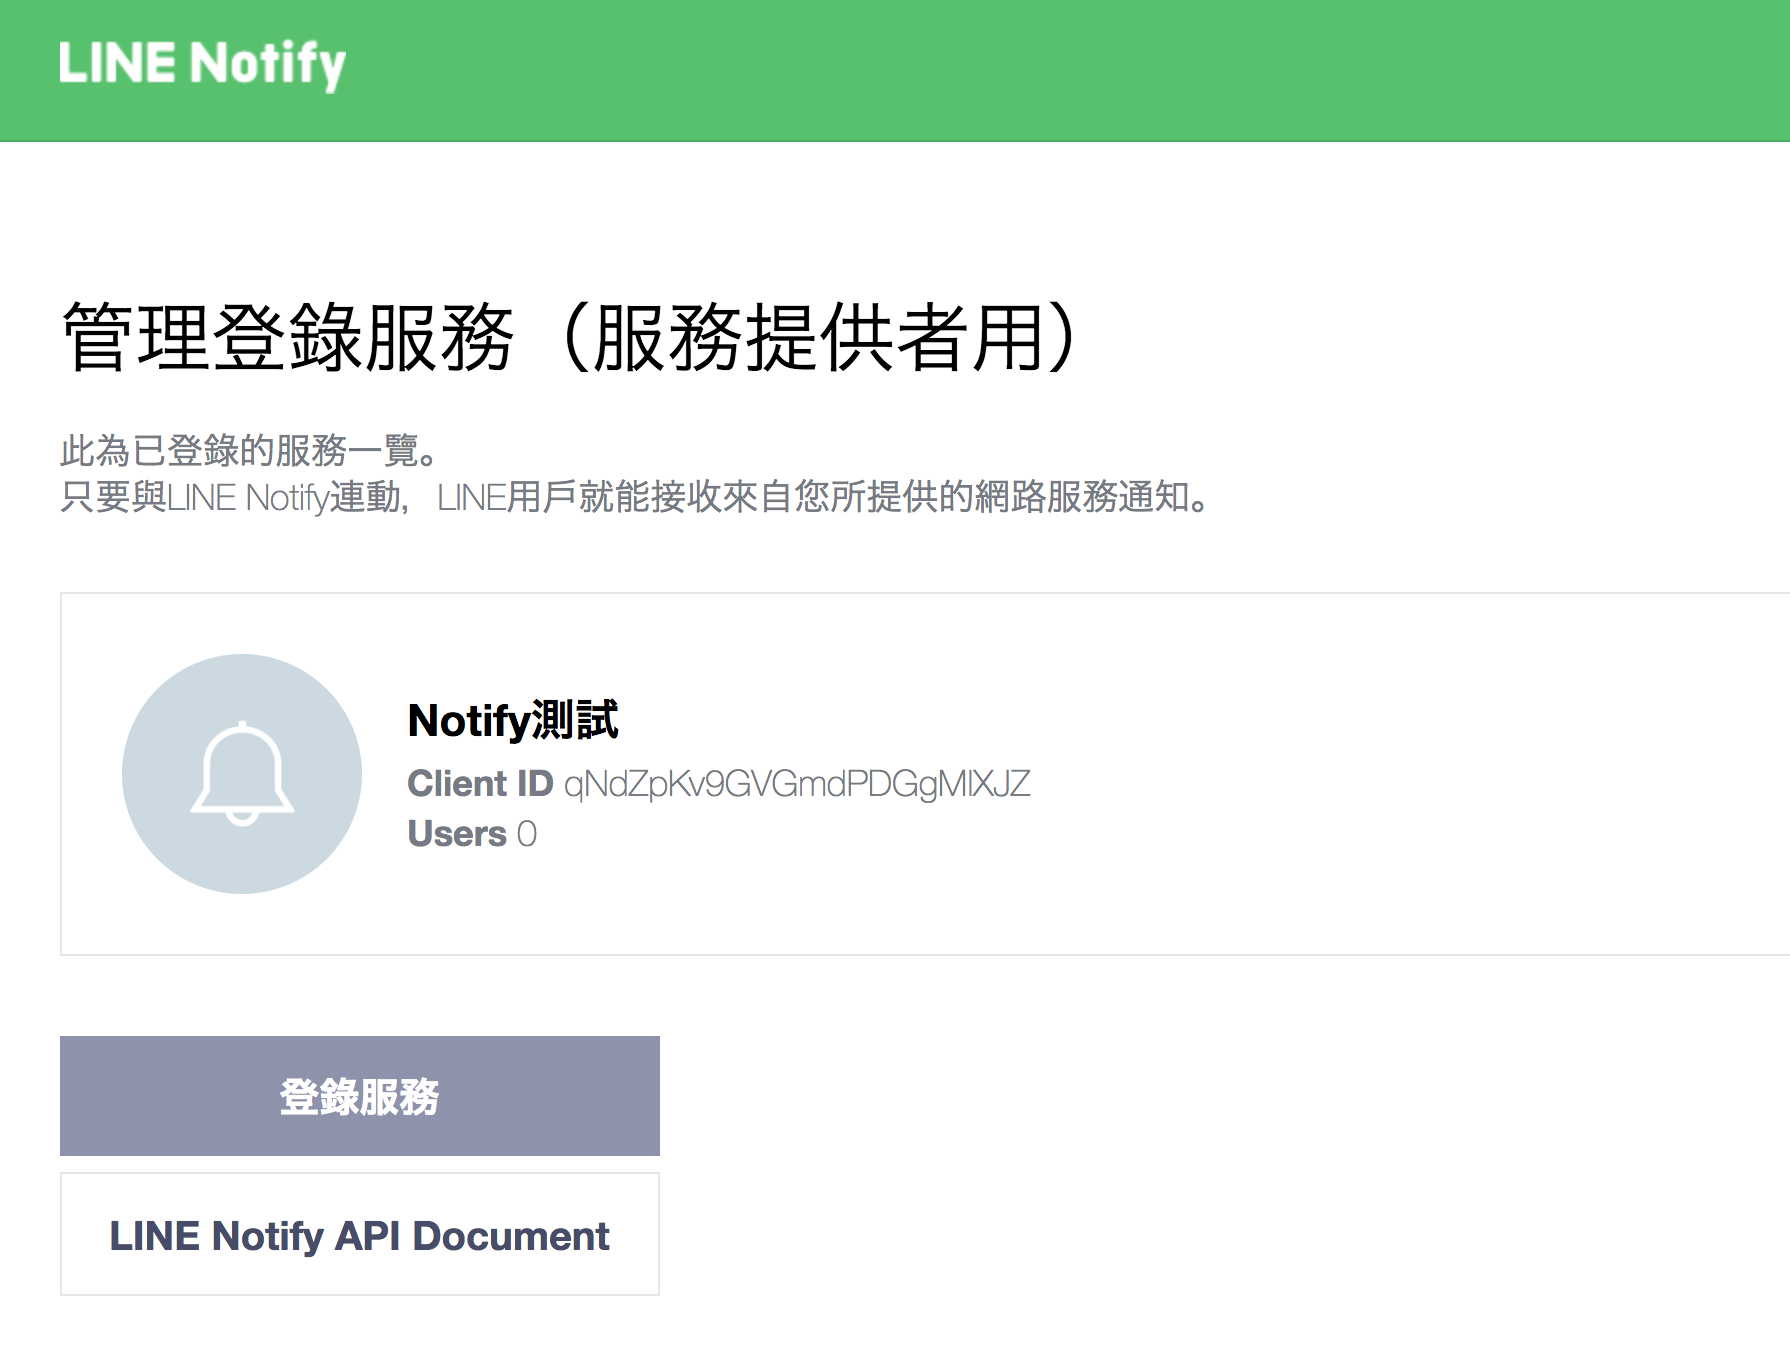 LINE Notify
管理登錄服務（服務提供者用）
此為已登錄的服務一覽。
只要與LINE Notify連動，LINE用戶就能接收來自您所提供的網路服務通知。
Notify測試
Client ID qNdZpKv9GVGmdPDGgMlXJZ
Users 0
登錄服務
LINE Notify API Document